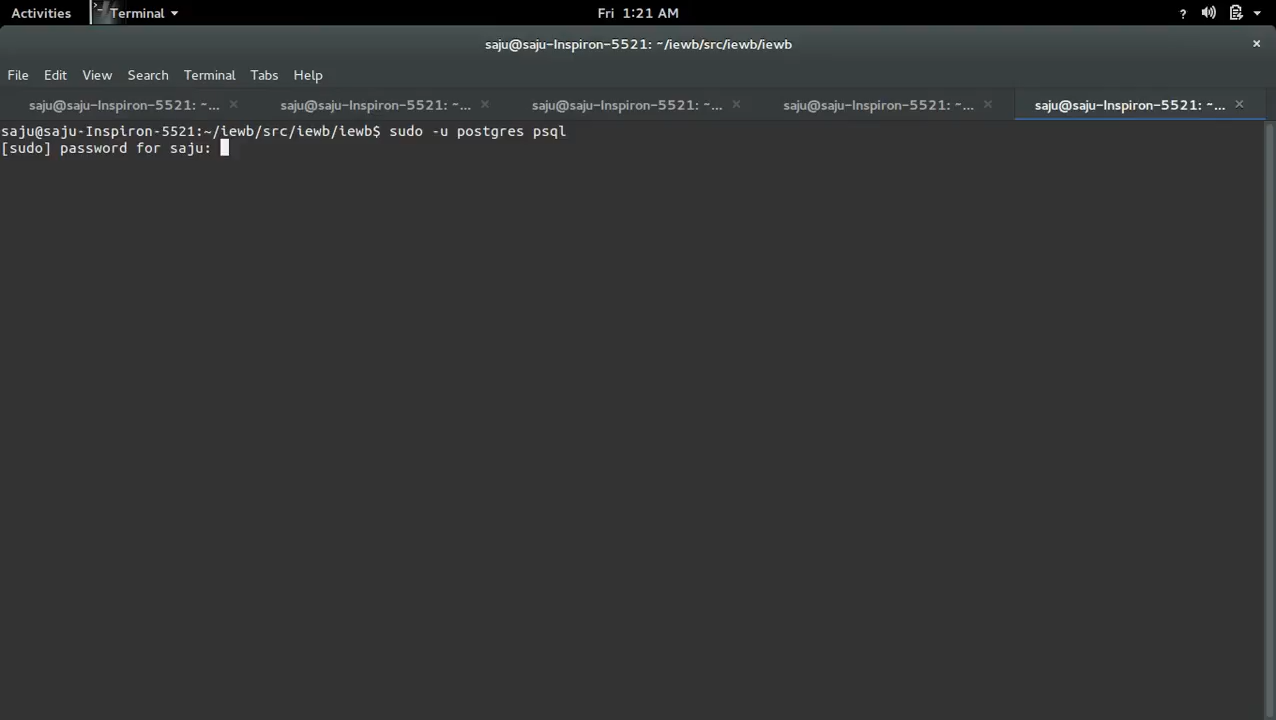 Activities Terminal Fri 1:21 AM ?
saju@saju-Inspiron-5521: ~/iewb/src/iewb/iewb ×
File Edit View Search Terminal Tabs Help
saju@saju-Inspiron-5521: ~... × saju@saju-Inspiron-5521: ~... × saju@saju-Inspiron-5521: ~... × saju@saju-Inspiron-5521: ~... × saju@saju-Inspiron-5521: ~... ×
saju@saju-Inspiron-5521:~/iewb/src/iewb/iewb$ sudo -u postgres psql
[sudo] password for saju: